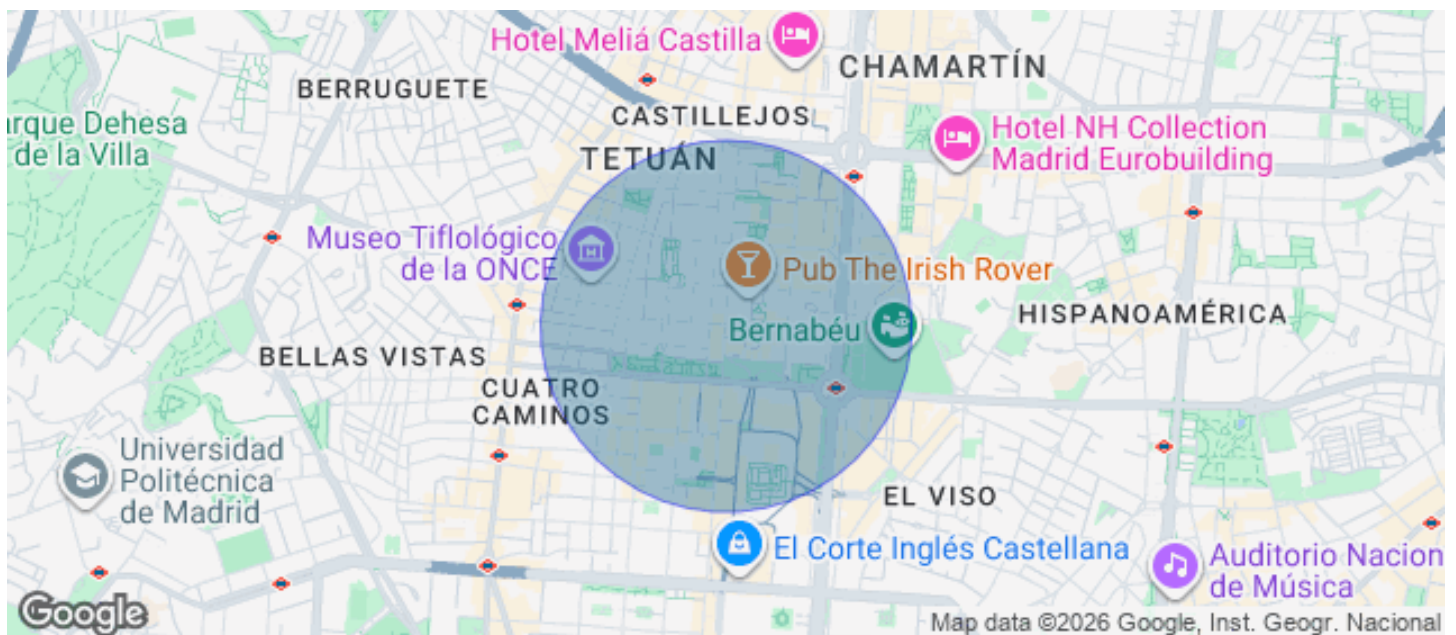 Hotel Meliá Castilla
CHAMARTÍN
BERRUGUETE
CASTILLEJOS
arque Dehesa
de la Villa
TETUÁN
Hotel NH Collection
Madrid Eurobuilding
Museo Tiflológico
de la ONCE
Pub The Irish Rover
Bernabéu
HISPANOAMÉRICA
BELLAS VISTAS
CUATRO
CAMINOS
Universidad
Politécnica
de Madrid
EL VISO
El Corte Inglés Castellana
Auditorio Nacion
de Música
Google
Map data ©2026 Google, Inst. Geogr. Nacional